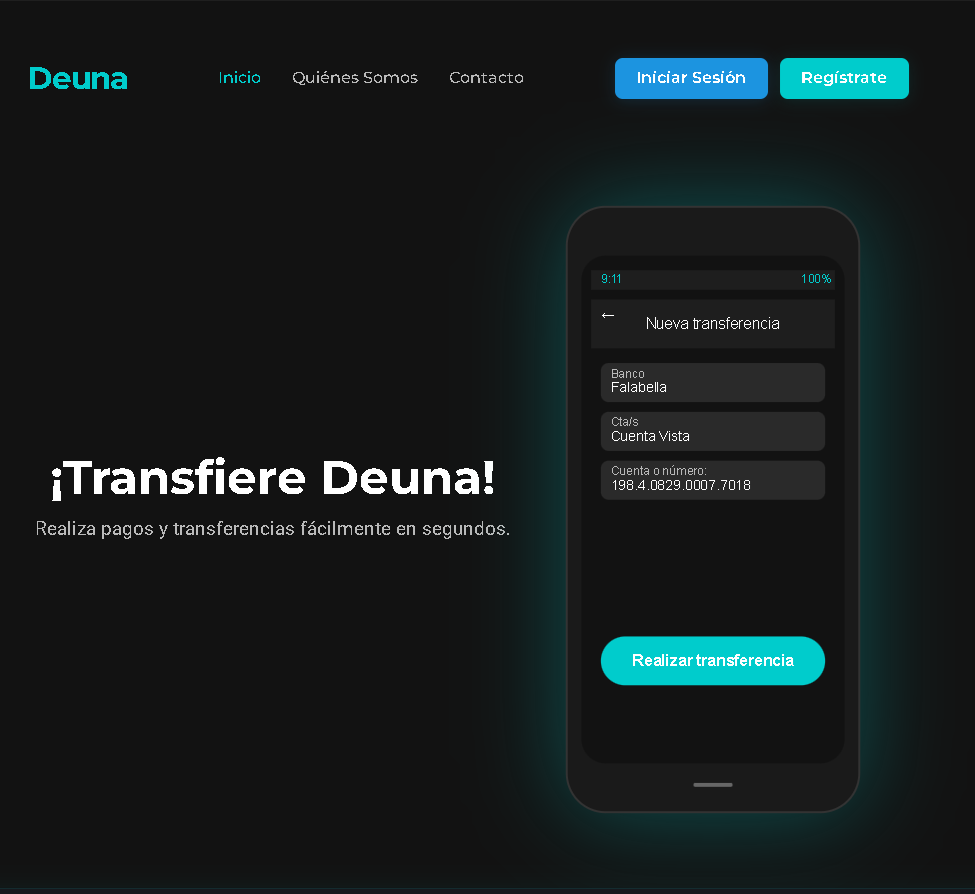 Deuna
Inicio Quiénes Somos Contacto
Iniciar Sesión Regístrate
¡Transfiere Deuna!
Realiza pagos y transferencias fácilmente en segundos.
9:11 100%
← Nueva transferencia
Banco
Falabella
Cta/s
Cuenta Vista
Cuenta o número:
198.4.0829.0007.7018
Realizar transferencia